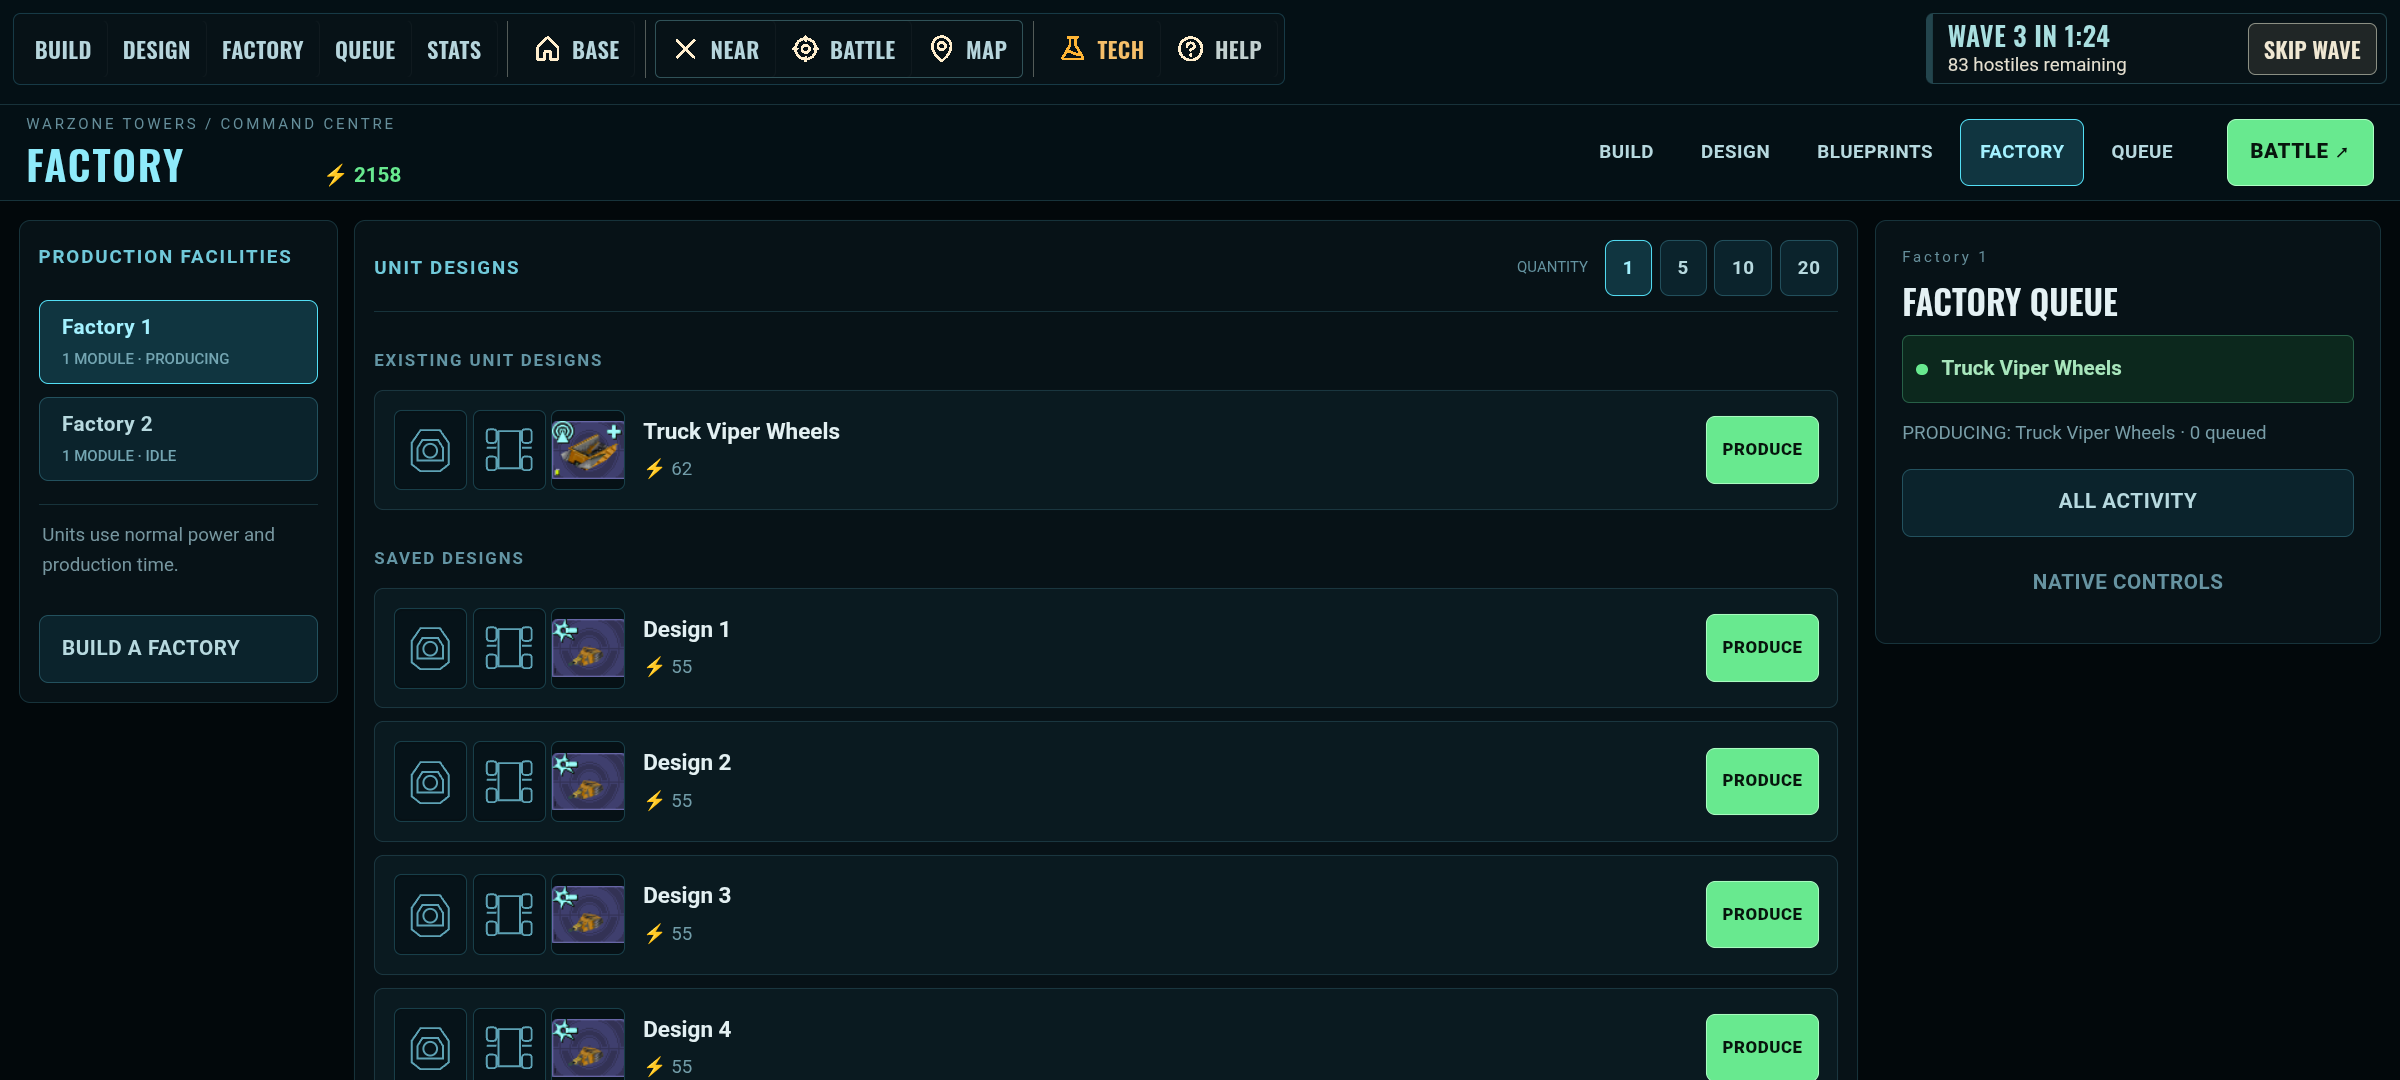 BUILD DESIGN FACTORY QUEUE STATS BASE NEAR BATTLE MAP TECH HELP
WAVE 3 IN 1:24
83 hostiles remaining
SKIP WAVE
WARZONE TOWERS / COMMAND CENTRE
FACTORY
⚡ 2158
BUILD DESIGN BLUEPRINTS FACTORY QUEUE BATTLE ↗
PRODUCTION FACILITIES
Factory 1
1 MODULE · PRODUCING
Factory 2
1 MODULE · IDLE
Units use normal power and
production time.
BUILD A FACTORY
UNIT DESIGNS
QUANTITY 1 5 10 20
EXISTING UNIT DESIGNS
Truck Viper Wheels
⚡ 62
PRODUCE
SAVED DESIGNS
Design 1
⚡ 55
PRODUCE
Design 2
⚡ 55
PRODUCE
Design 3
⚡ 55
PRODUCE
Design 4
⚡ 55
PRODUCE
Factory 1
FACTORY QUEUE
Truck Viper Wheels
PRODUCING: Truck Viper Wheels · 0 queued
ALL ACTIVITY
NATIVE CONTROLS